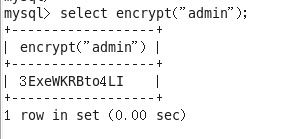 mysql> select encrypt("admin");
+------------------+
| encrypt("admin") |
+------------------+
| 3ExeWKRBto4LI    |
+------------------+
1 row in set (0.00 sec)